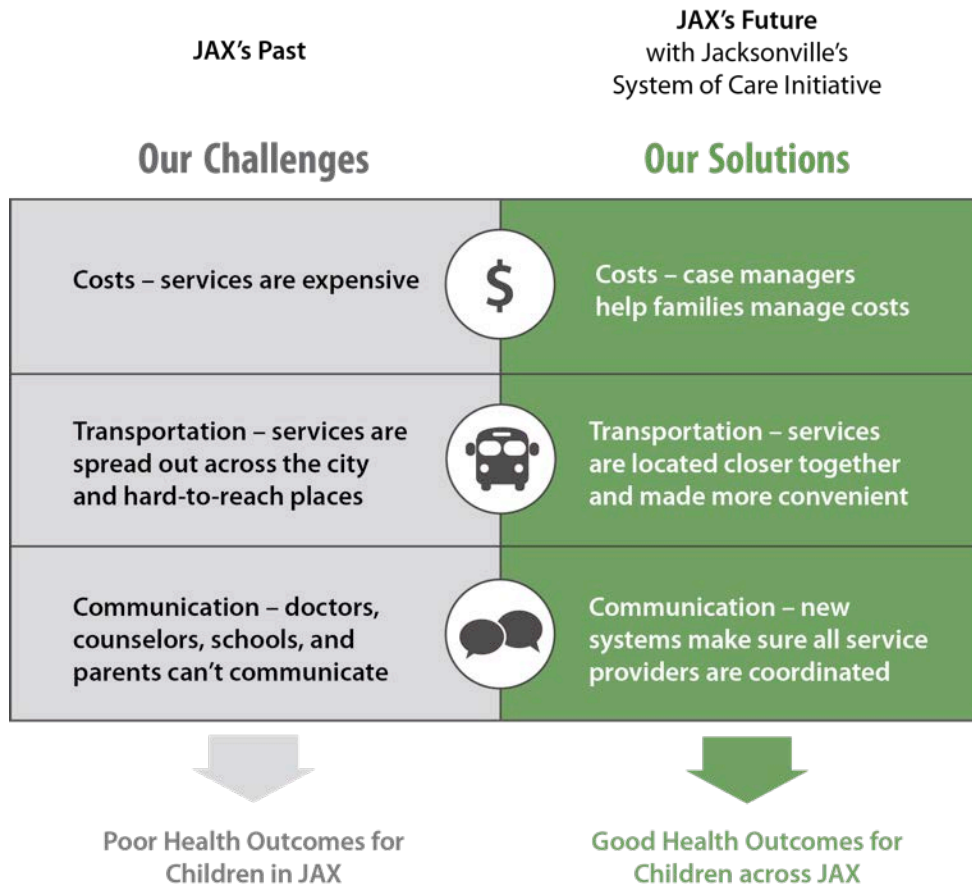 JAX's Past
JAX's Future
with Jacksonville's
System of Care Initiative
Our Challenges
Our Solutions
Costs – services are expensive
$
Costs – case managers
help families manage costs
Transportation – services are
spread out across the city
and hard-to-reach places
Transportation – services
are located closer together
and made more convenient
Communication – doctors,
counselors, schools, and
parents can't communicate
Communication – new
systems make sure all service
providers are coordinated
Poor Health Outcomes for
Children in JAX
Good Health Outcomes for
Children across JAX